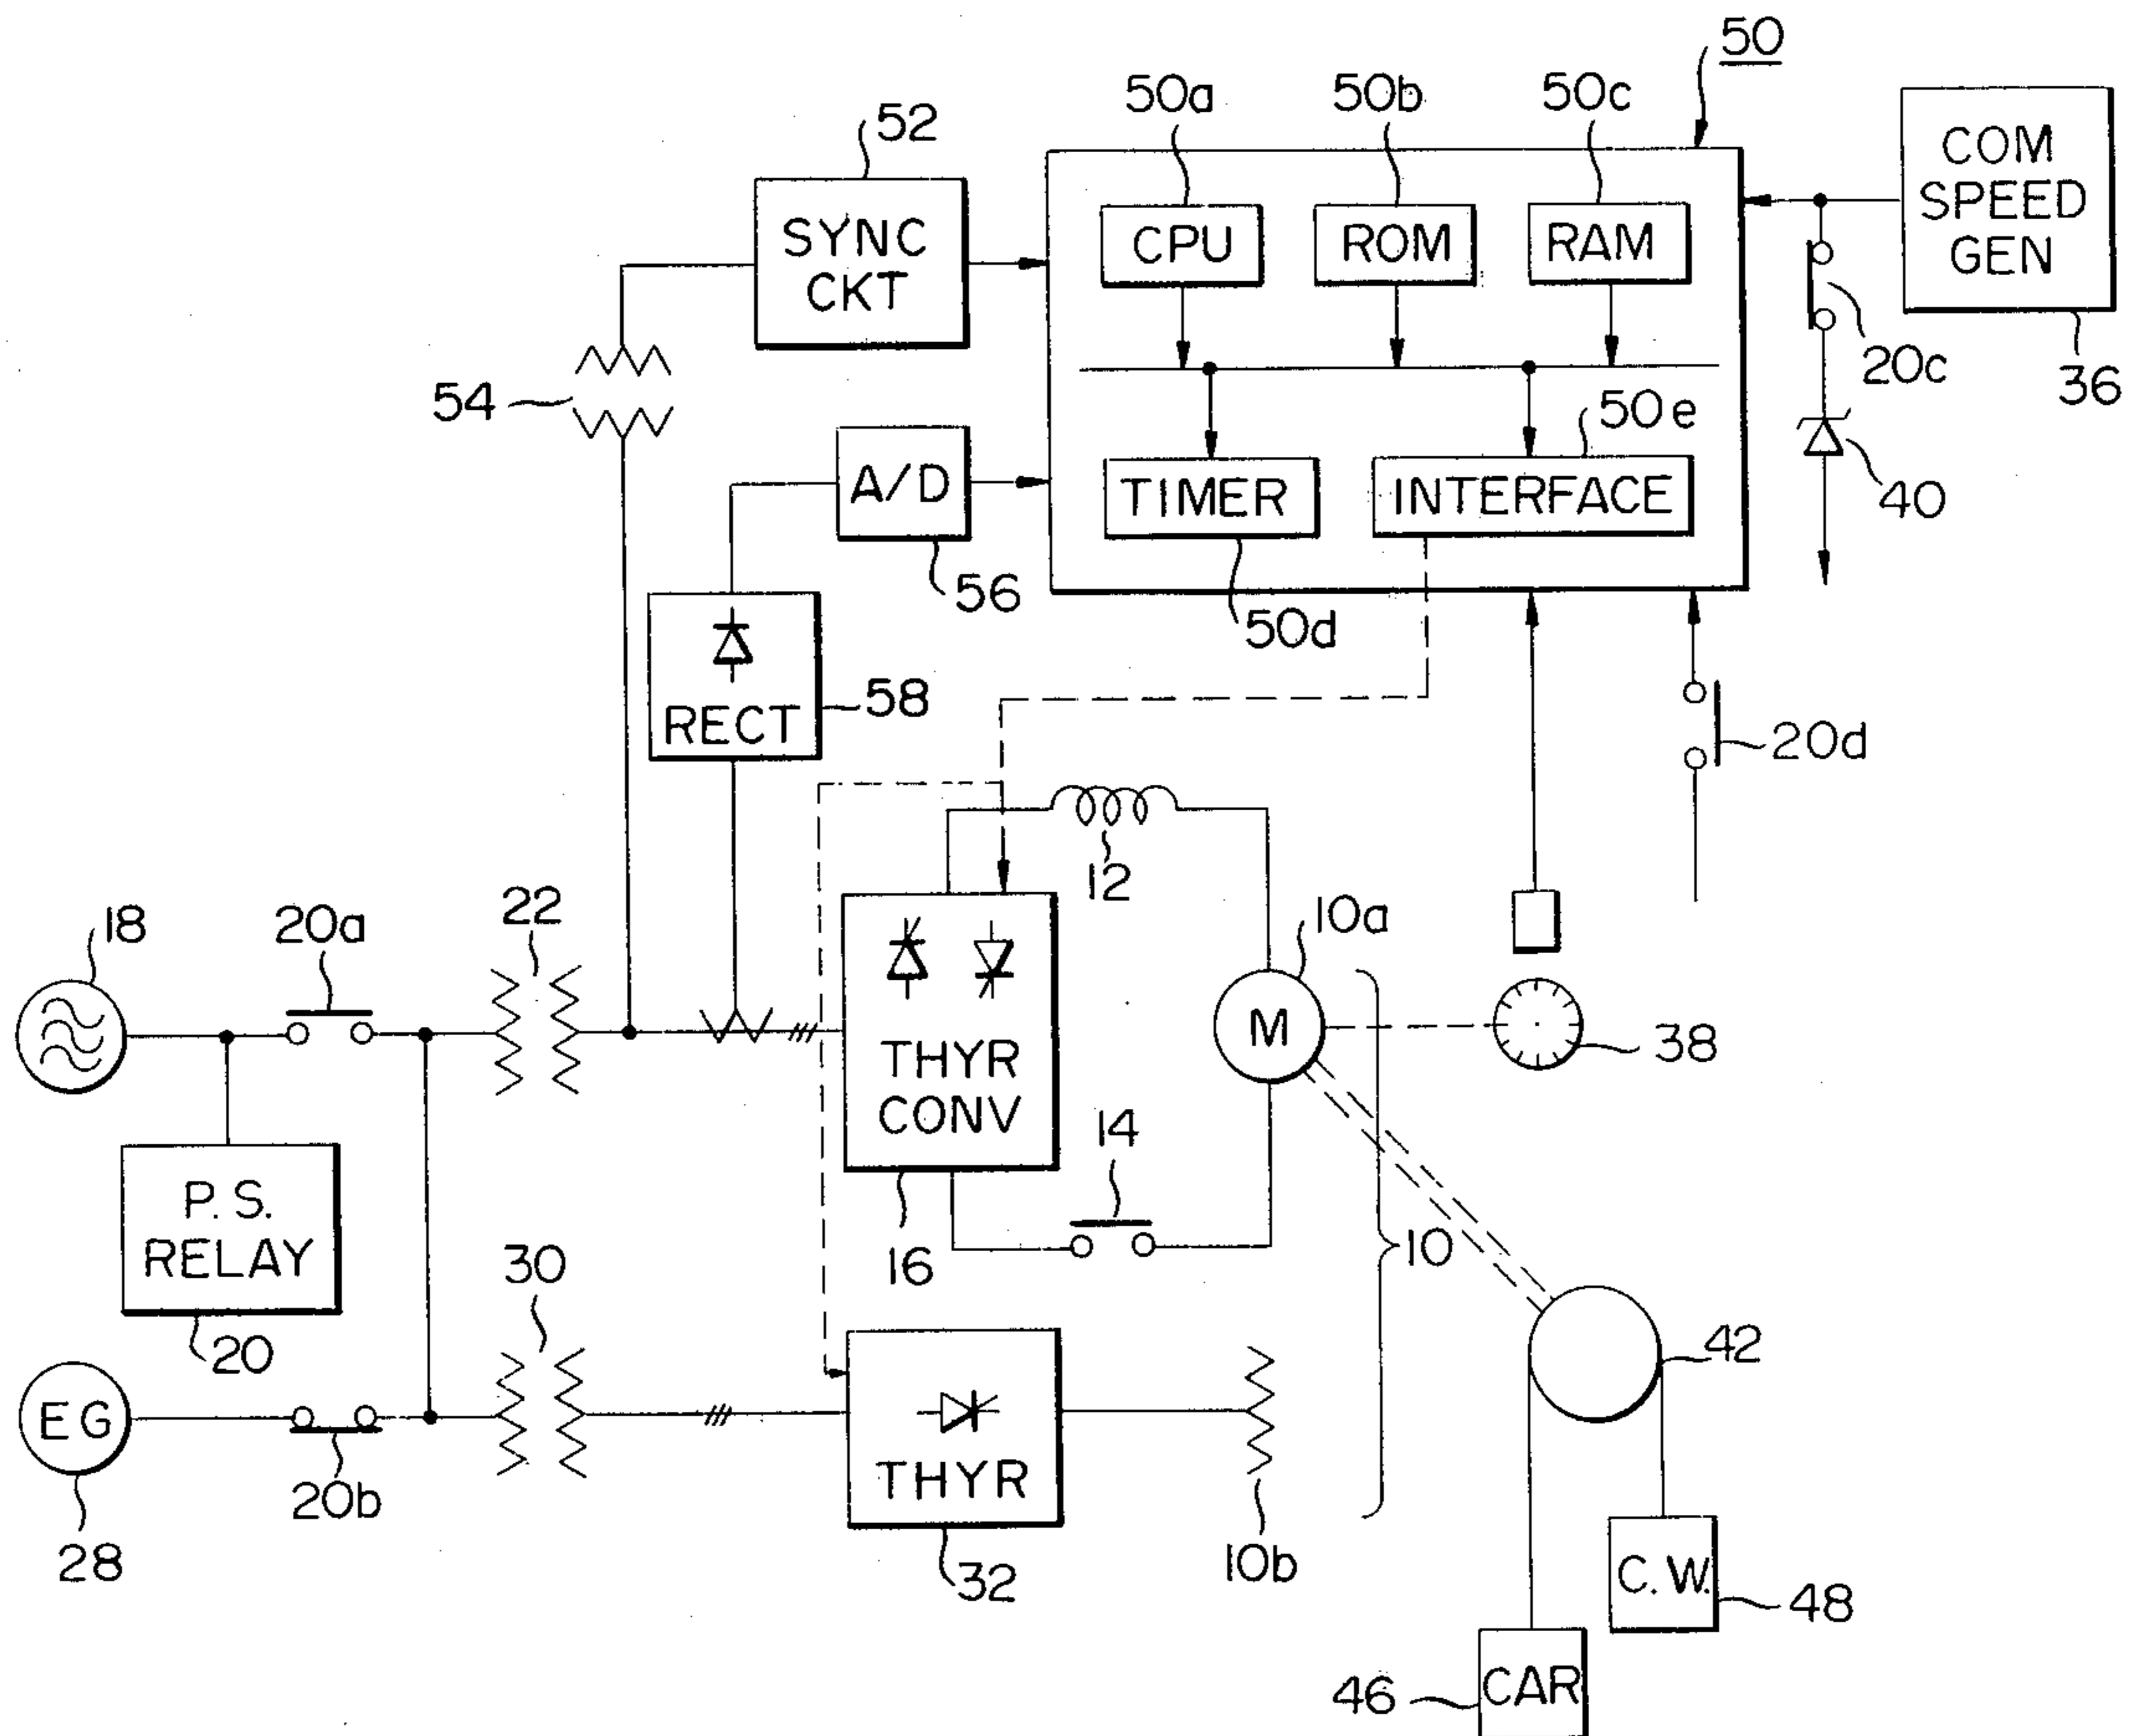 50
50a
50b
50c
52
COM
SPEED
GEN
SYNC
CKT
CPU
ROM
RAM
20c
36
54
50e
A/D
TIMER
INTERFACE
40
56
50d
58
RECT
20d
12
18
20a
22
10a
M
38
THYR
CONV
14
P.S.
RELAY
16
10
30
20
42
EG
20b
THYR
28
32
10b
C.W.
48
46
CAR